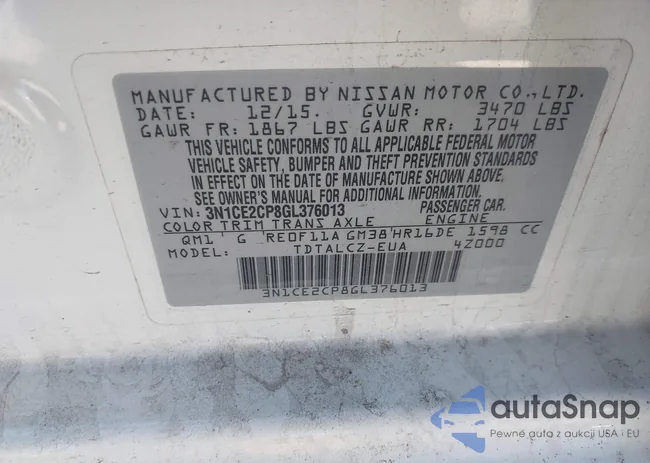 MANUFACTURED BY NISSAN MOTOR CO.,LTD.
DATE: 12/15. GVWR: 3470 LBS
GAWR FR: 1867 LBS GAWR RR: 1704 LBS
THIS VEHICLE CONFORMS TO ALL APPLICABLE FEDERAL MOTOR
VEHICLE SAFETY, BUMPER AND THEFT PREVENTION STANDARDS
IN EFFECT ON THE DATE OF MANUFACTURE SHOWN ABOVE.
SEE OWNER'S MANUAL FOR ADDITIONAL INFORMATION.
VIN: 3N1CE2CP8GL376013 PASSENGER CAR.
COLOR TRIM TRANS AXLE ENGINE
QM1 G RE0F11A GM38 HR16DE 1598 CC
MODEL: TDTALCZ-EUA 4Z000
3N1CE2CP8GL376013
autaSnap
Pewne auta z aukcji USA i EU